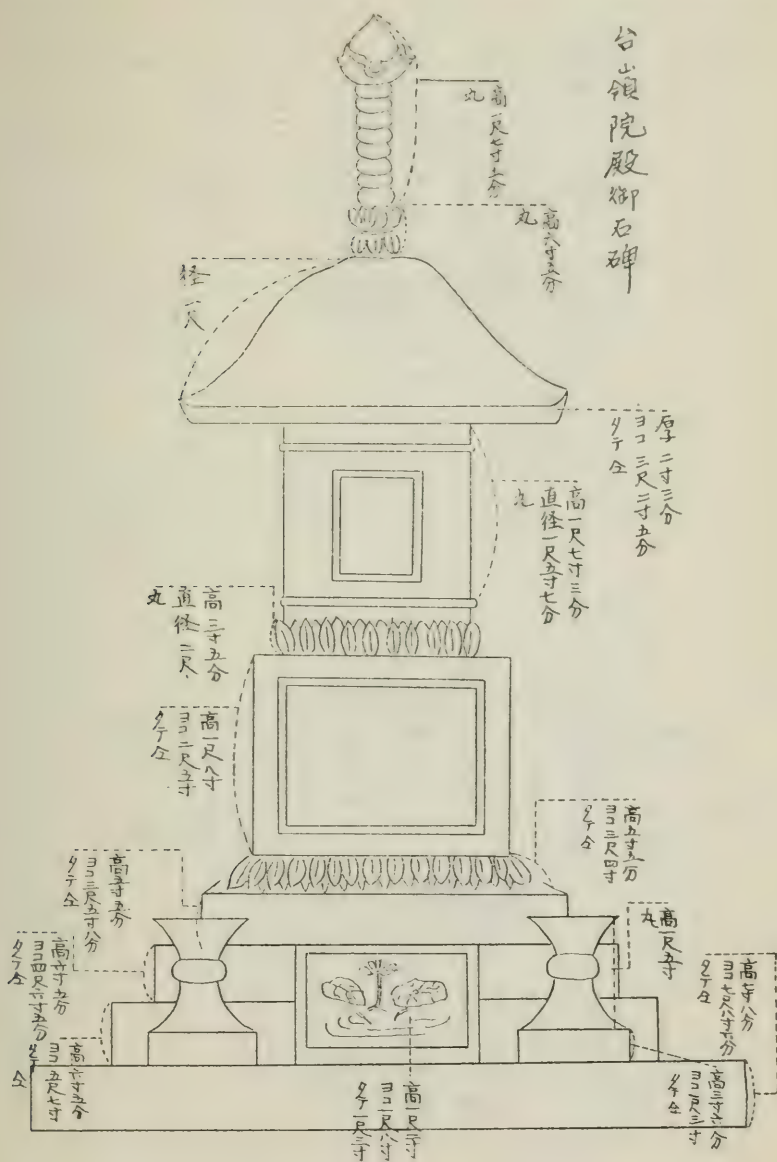 台嶺院殿御石碑
高一尺七寸二分
丸
高六寸五分
丸
径一尺
厚二寸三分
ヨコ三尺二寸五分
タテ仝
高一尺七寸三分
直径一尺五寸七分
丸
高三寸五分
直径二尺
丸
高一尺八寸
ヨコ二尺五寸
タテ仝
高五寸五分
ヨコ三尺四寸
タテ仝
高五寸五分
ヨコ三尺五寸八分
タテ仝
高一尺五寸
丸
高六寸五分
ヨコ四尺六寸五分
タテ仝
高七寸八分
ヨコ七尺八寸六分
タテ仝
高六寸五分
ヨコ五尺七寸
タテ仝
高一尺二寸
ヨコ一尺八寸
タテ一尺三寸
高三寸六分
ヨコ一尺三寸
タテ仝